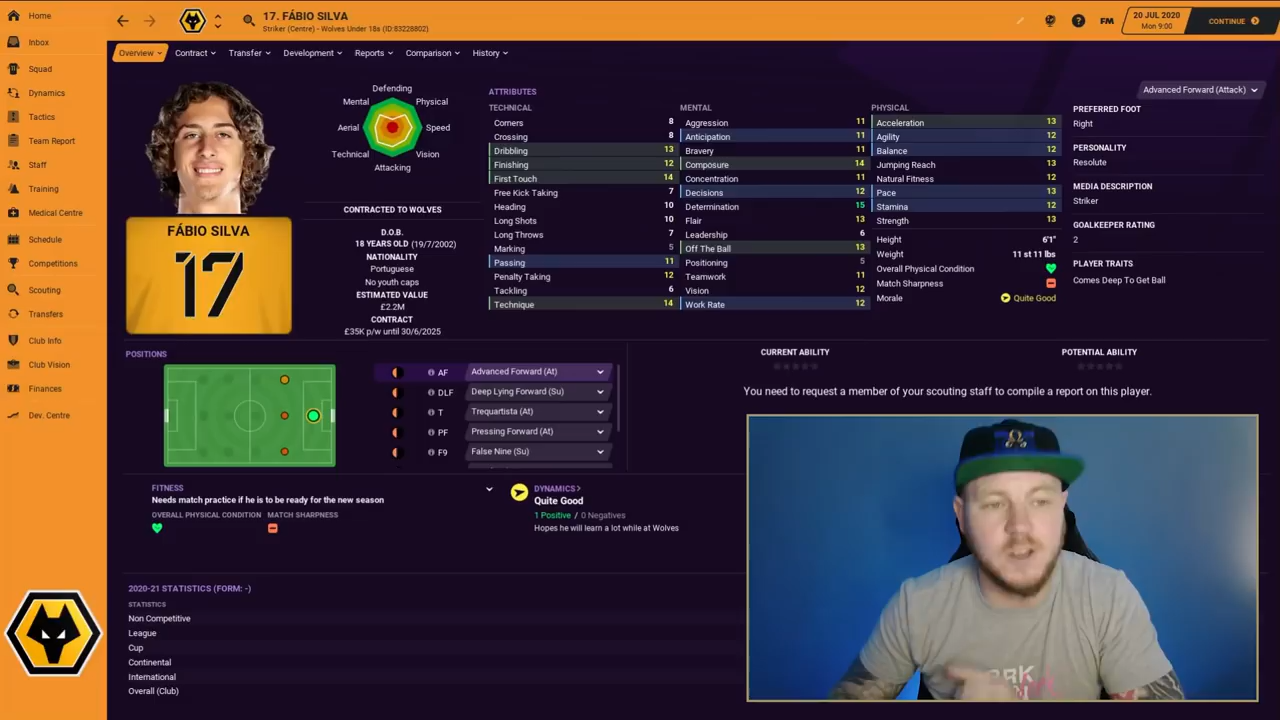 Home
Inbox
Squad
Dynamics
Tactics
Team Report
Staff
Training
Medical Centre
Schedule
Competitions
Scouting
Transfers
Club Info
Club Vision
Finances
Dev. Centre
17. FÁBIO SILVA
Striker (Centre) - Wolves Under 18s (ID:83228802)
FM
20 JUL 2020
Mon 9:00
CONTINUE
Overview Contract Transfer Development Reports Comparison History
Defending
Mental Physical
Aerial Speed
Technical Vision
Attacking
FÁBIO SILVA
17
CONTRACTED TO WOLVES
D.O.B.
18 YEARS OLD (19/7/2002)
NATIONALITY
Portuguese
No youth caps
ESTIMATED VALUE
£2.2M
CONTRACT
£35K p/w until 30/6/2025
ATTRIBUTES
Advanced Forward (Attack)
TECHNICAL
Corners 8
Crossing 8
Dribbling 13
Finishing 12
First Touch 14
Free Kick Taking 7
Heading 10
Long Shots 10
Long Throws 7
Marking 5
Passing 11
Penalty Taking 12
Tackling 6
Technique 14
MENTAL
Aggression 11
Anticipation 11
Bravery 11
Composure 14
Concentration 11
Decisions 12
Determination 15
Flair 13
Leadership 6
Off The Ball 13
Positioning 5
Teamwork 11
Vision 12
Work Rate 12
PHYSICAL
Acceleration 13
Agility 12
Balance 12
Jumping Reach 13
Natural Fitness 12
Pace 13
Stamina 12
Strength 13
Height 6'1"
Weight 11 st 11 lbs
Overall Physical Condition
Match Sharpness
Morale Quite Good
PREFERRED FOOT
Right
PERSONALITY
Resolute
MEDIA DESCRIPTION
Striker
GOALKEEPER RATING
2
PLAYER TRAITS
Comes Deep To Get Ball
POSITIONS
AF Advanced Forward (At)
DLF Deep Lying Forward (Su)
T Trequartista (At)
PF Pressing Forward (At)
F9 False Nine (Su)
CURRENT ABILITY
POTENTIAL ABILITY
You need to request a member of your scouting staff to compile a report on this player.
FITNESS
Needs match practice if he is to be ready for the new season
OVERALL PHYSICAL CONDITION MATCH SHARPNESS
DYNAMICS >
Quite Good
1 Positive / 0 Negatives
Hopes he will learn a lot while at Wolves
2020-21 STATISTICS (FORM: -)
STATISTICS
Non Competitive
League
Cup
Continental
International
Overall (Club)